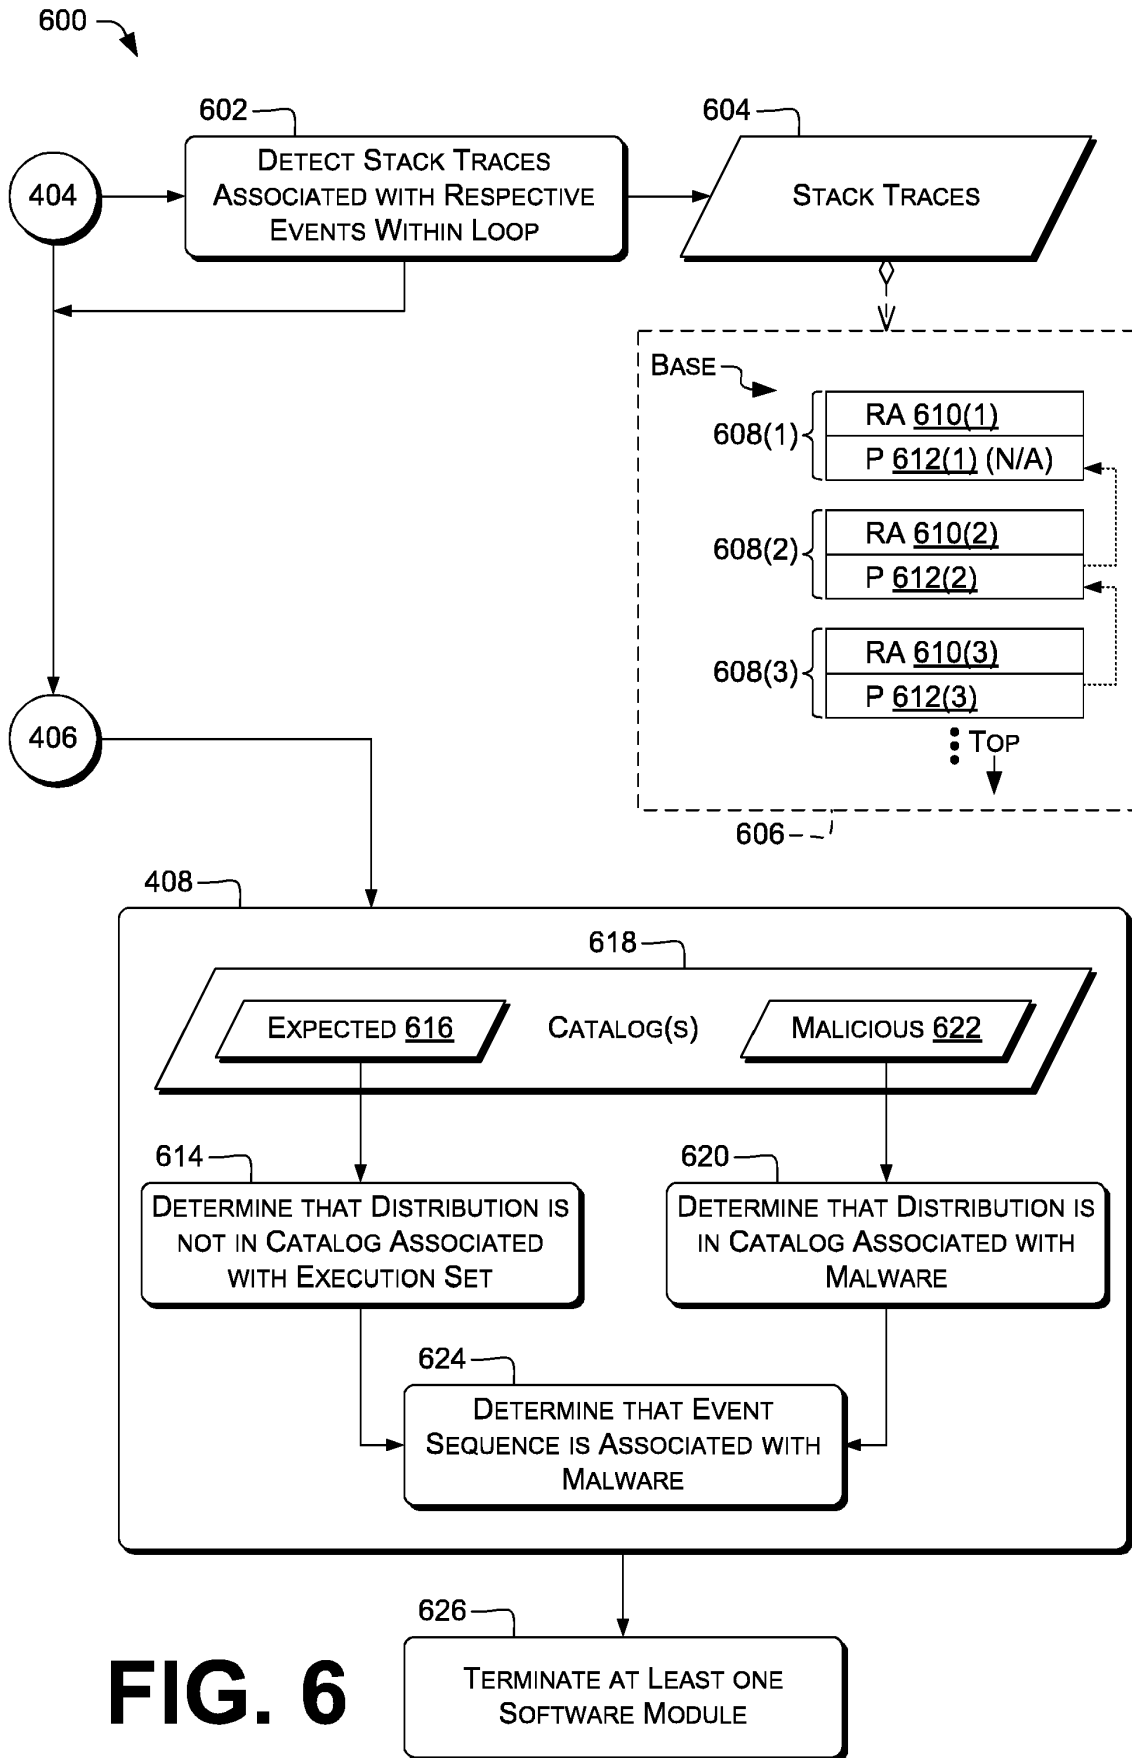 600
602
604
404
DETECT STACK TRACES
ASSOCIATED WITH RESPECTIVE
EVENTS WITHIN LOOP
STACK TRACES
BASE
608(1)
RA 610(1)
P 612(1) (N/A)
608(2)
RA 610(2)
P 612(2)
608(3)
RA 610(3)
P 612(3)
TOP
406
606
408
618
EXPECTED 616
CATALOG(S)
MALICIOUS 622
614
620
DETERMINE THAT DISTRIBUTION IS
NOT IN CATALOG ASSOCIATED
WITH EXECUTION SET
DETERMINE THAT DISTRIBUTION IS
IN CATALOG ASSOCIATED WITH
MALWARE
624
DETERMINE THAT EVENT
SEQUENCE IS ASSOCIATED WITH
MALWARE
626
TERMINATE AT LEAST ONE
SOFTWARE MODULE
FIG. 6